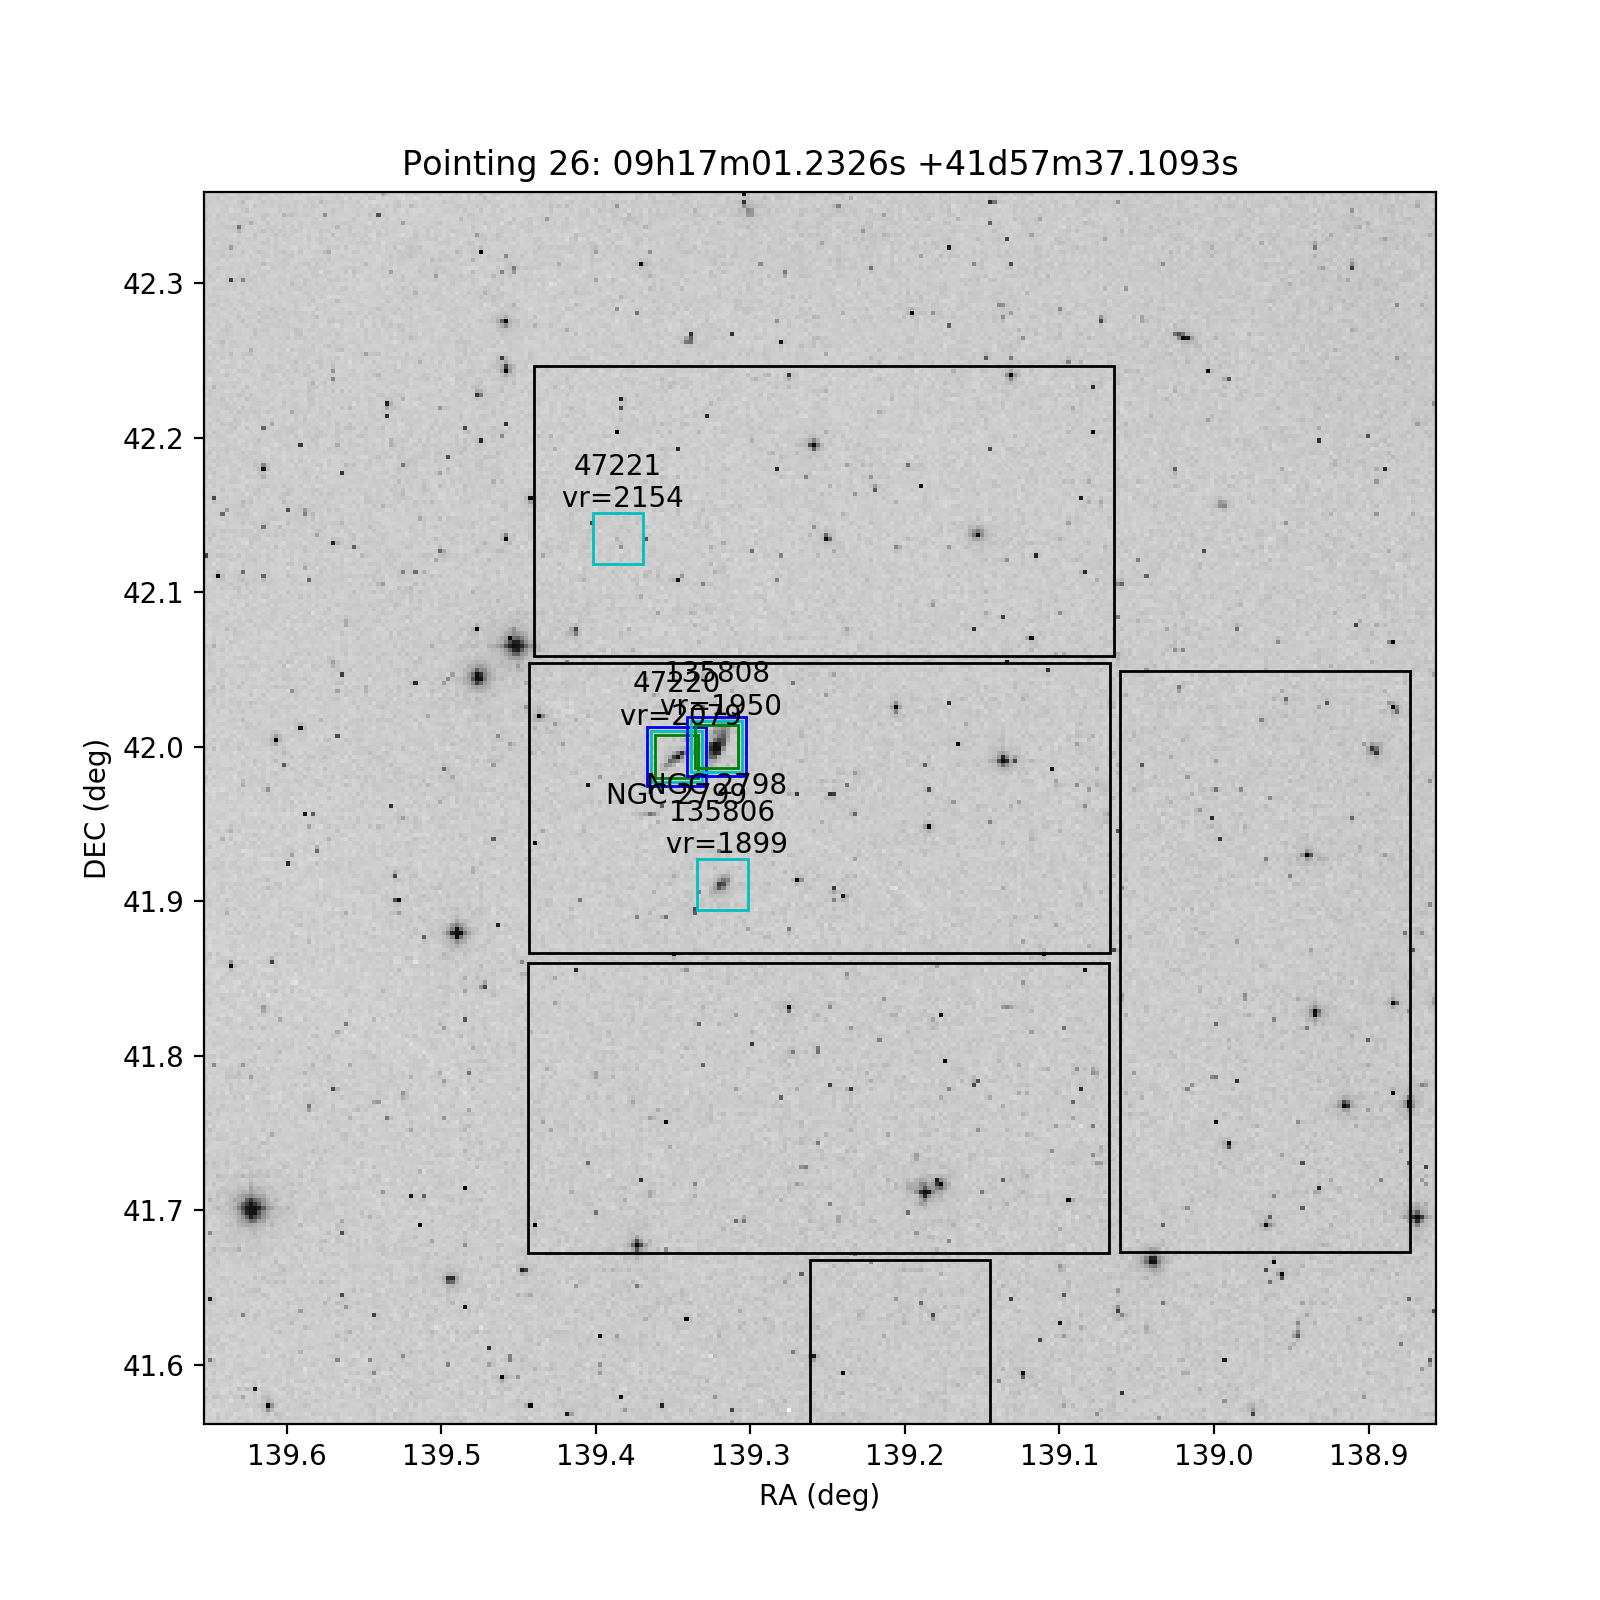 Pointing 26: 09h17m01.2326s +41d57m37.1093s
42.3
42.2
42.1
42.0
41.9
41.8
41.7
41.6
DEC (deg)
47221
vr=2154
135808
vr=1950
47220
vr=2079
NGC 2798
NGC 2799
135806
vr=1899
139.6 139.5 139.4 139.3 139.2 139.1 139.0 138.9
RA (deg)